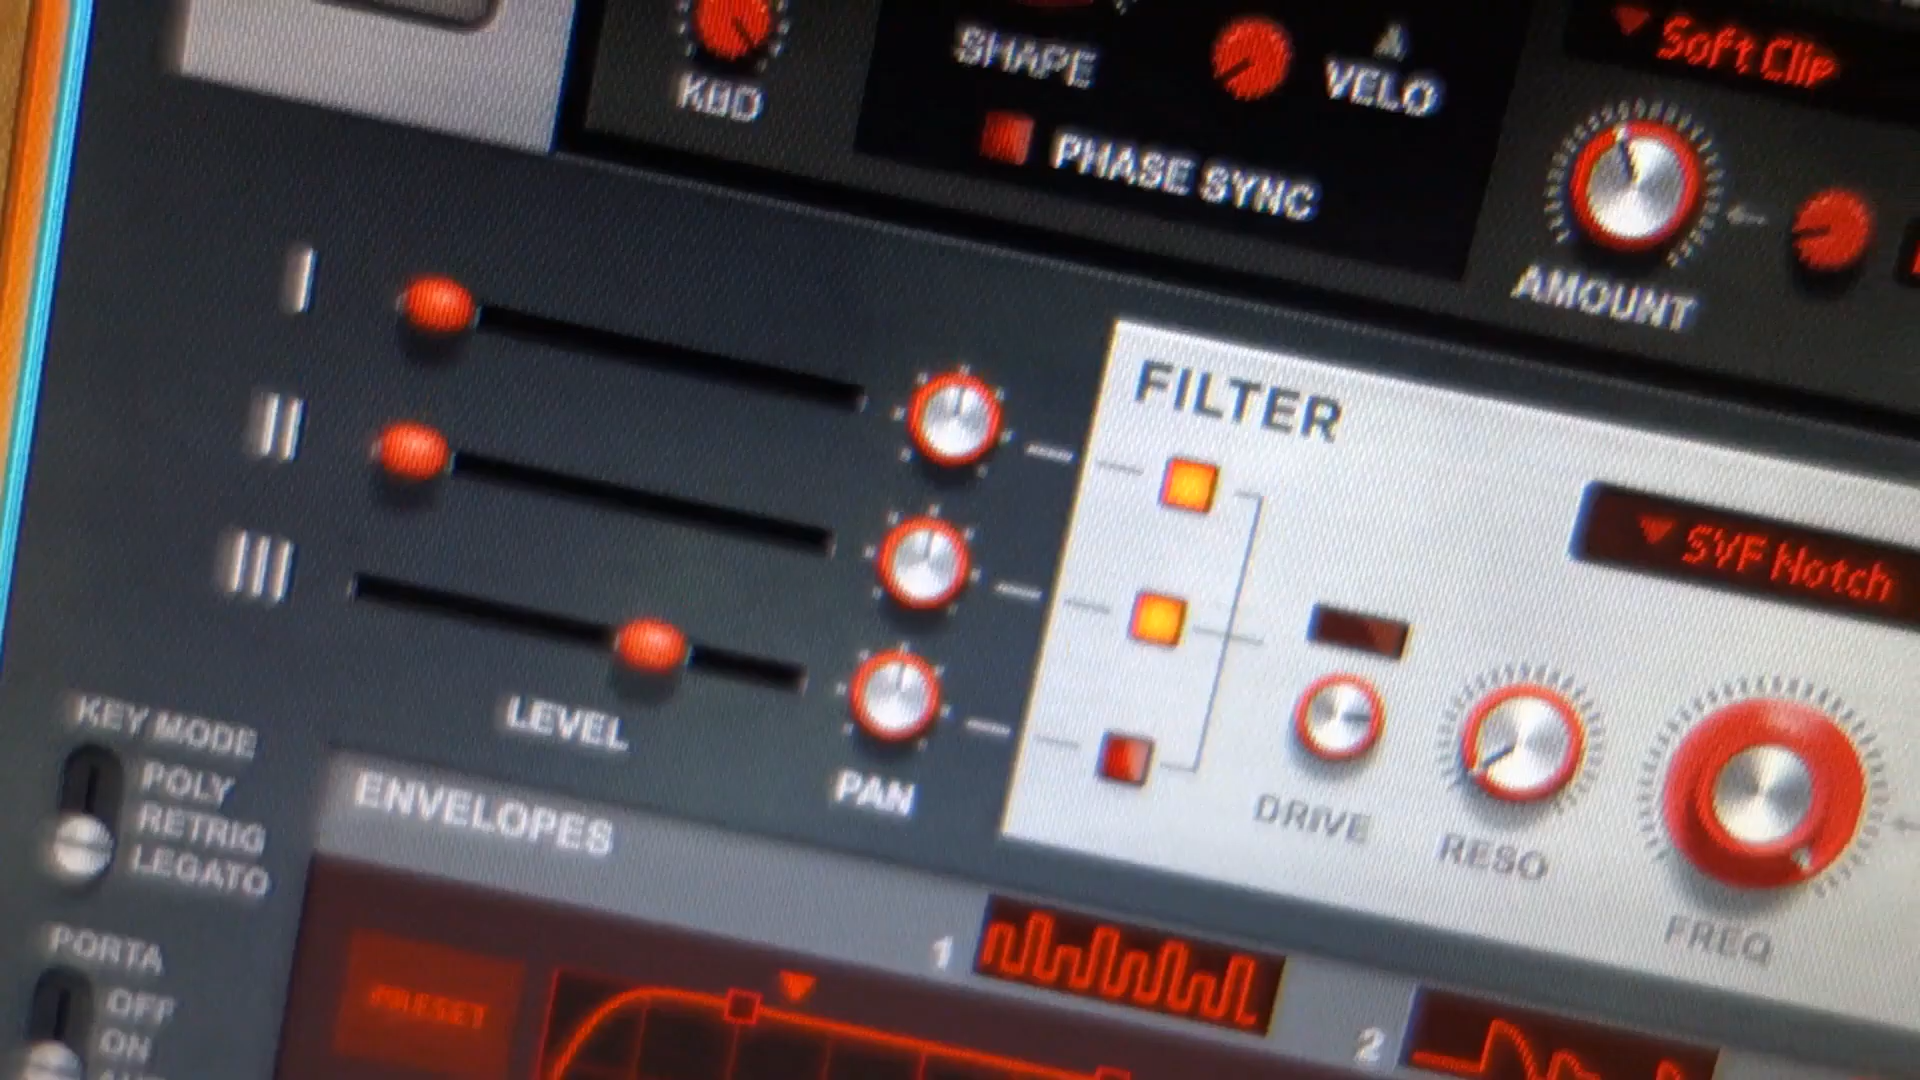 Soft Clip
KBD
SHAPE
VELO
PHASE SYNC
AMOUNT
I
II
III
FILTER
SVF Notch
LEVEL
PAN
DRIVE
RESO
FREQ
KEY MODE
POLY
RETRIG
LEGATO
ENVELOPES
PORTA
OFF
ON
PRESET
1
2